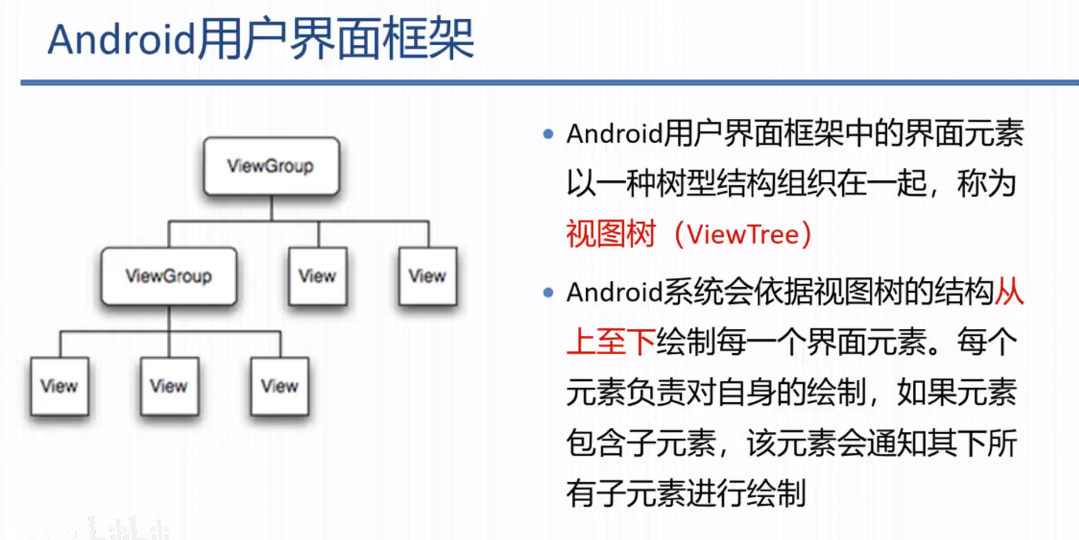 Android用户界面框架
ViewGroup
ViewGroup
View
View
View
View
View
• Android用户界面框架中的界面元素
以一种树型结构组织在一起，称为
视图树（ViewTree）
• Android系统会依据视图树的结构从
上至下绘制每一个界面元素。每个
元素负责对自身的绘制，如果元素
包含子元素，该元素会通知其下所
有子元素进行绘制